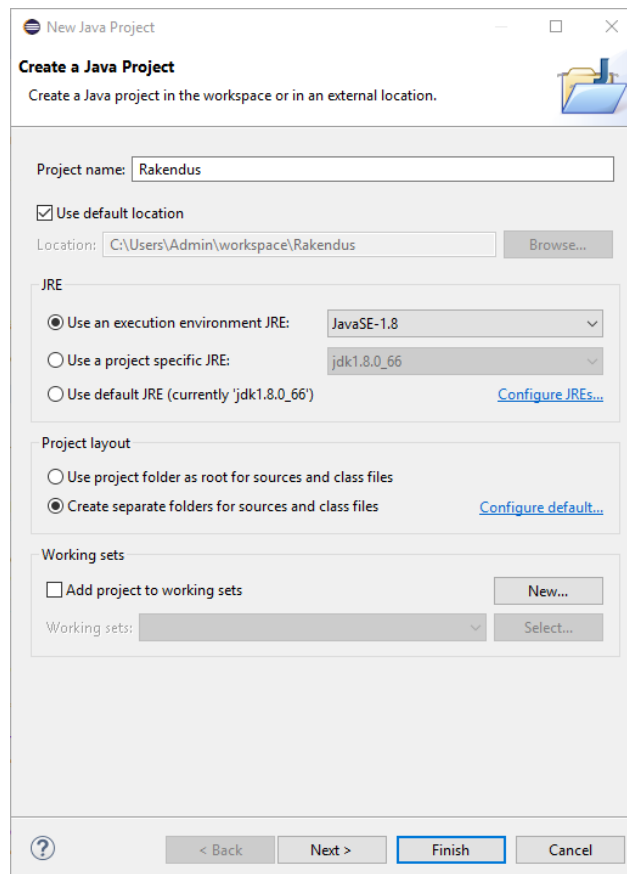 New Java Project
Create a Java Project
Create a Java project in the workspace or in an external location.
Project name: Rakendus
Use default location
Location: C:\Users\Admin\workspace\Rakendus Browse...
JRE
Use an execution environment JRE: JavaSE-1.8
Use a project specific JRE: jdk1.8.0_66
Use default JRE (currently 'jdk1.8.0_66') Configure JREs...
Project layout
Use project folder as root for sources and class files
Create separate folders for sources and class files Configure default...
Working sets
Add project to working sets New...
Working sets: Select...
? < Back Next > Finish Cancel